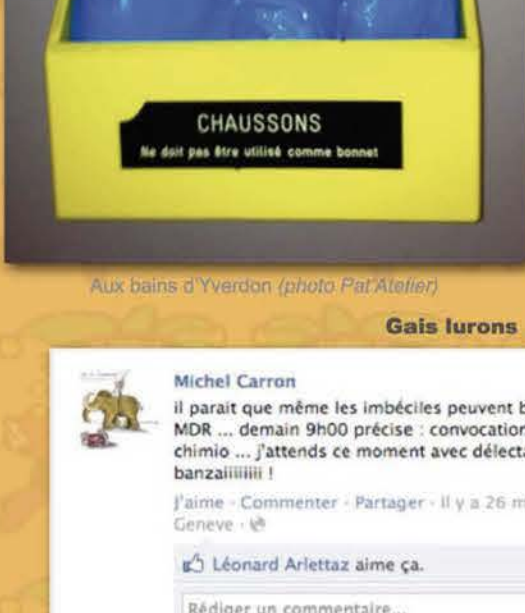 CHAUSSONS
Ne doit pas être utilisé comme bonnet
Aux bains d'Yverdon (photo Pat'Atelier)
Gais lurons
Michel Carron
il parait que même les imbéciles peuvent
MDR ... demain 9h00 précise : convocation
chimio ... j'attends ce moment avec
banzaiiiiiiii !
J'aime · Commenter · Partager · Il y a 26
Geneve
Léonard Arlettaz aime ça.
Rédiger un commentaire...